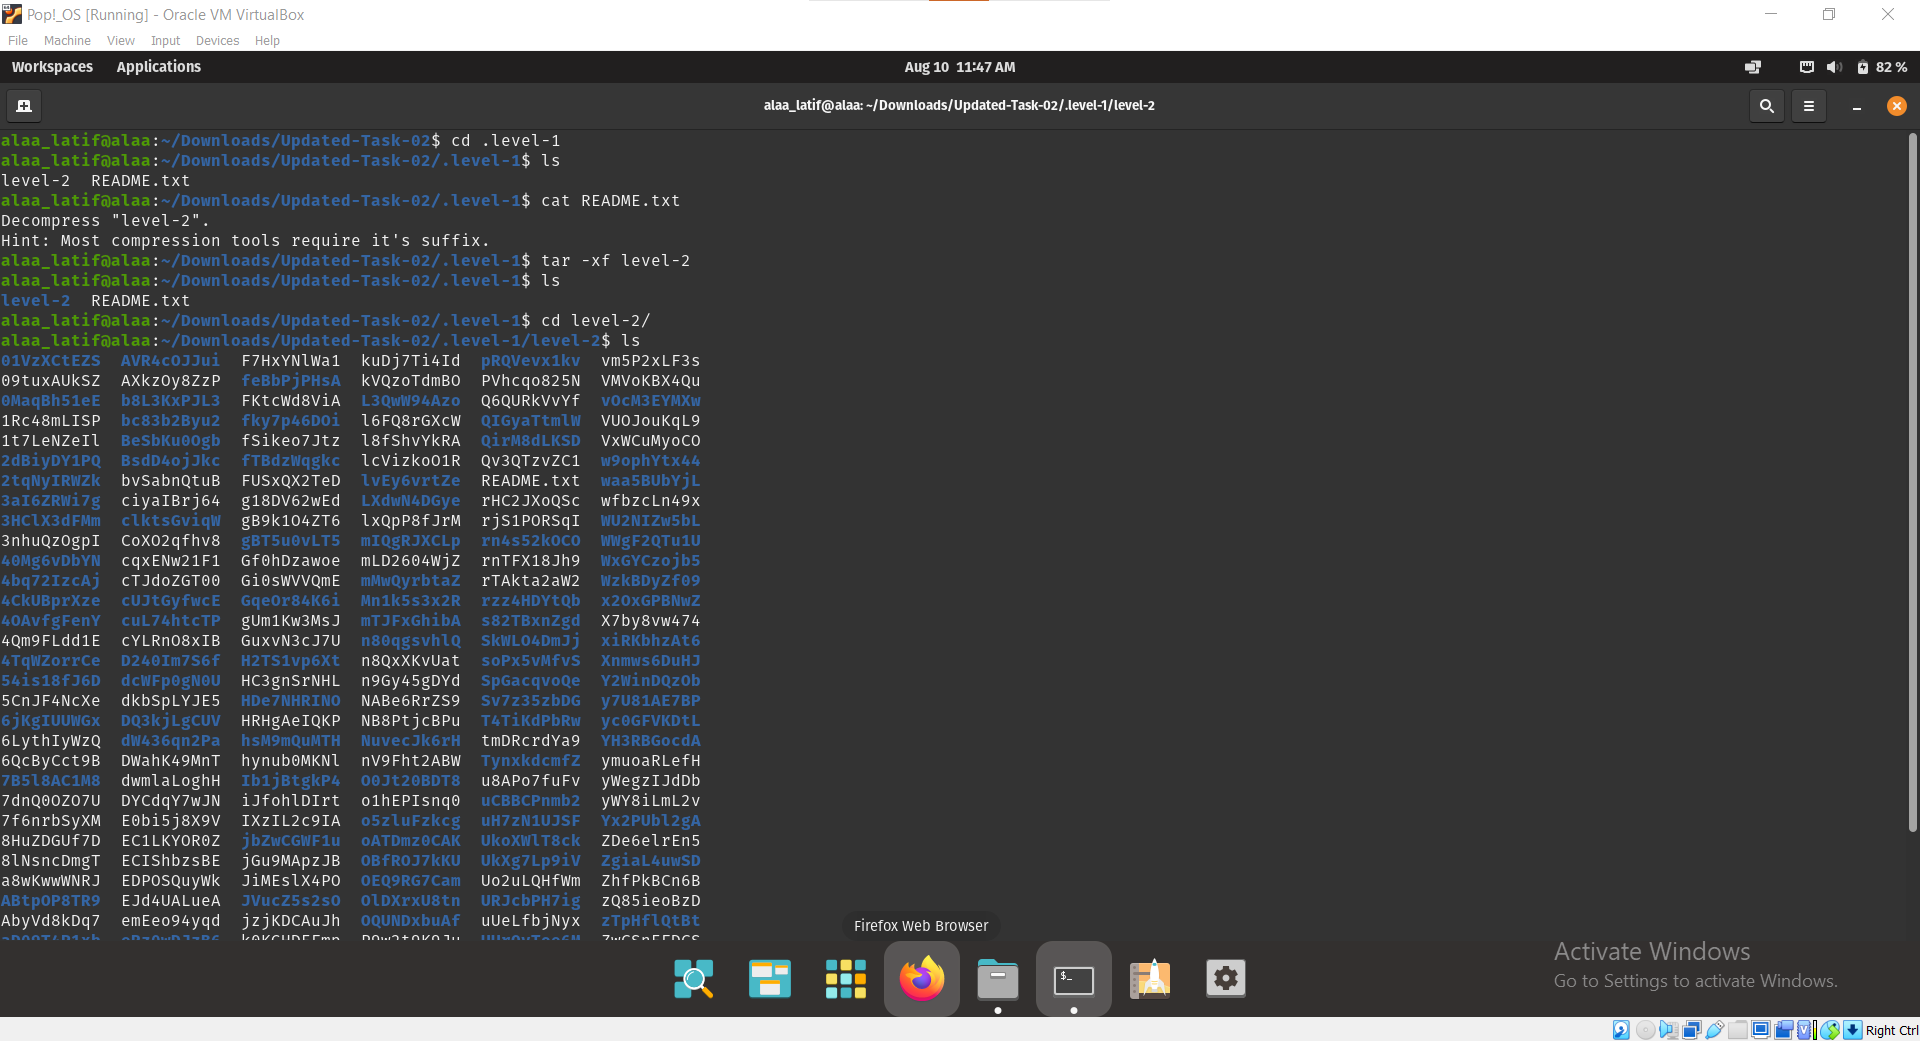 Pop!_OS [Running] - Oracle VM VirtualBox
File Machine View Input Devices Help
Workspaces Applications Aug 10 11:47 AM 82 %
alaa_latif@alaa: ~/Downloads/Updated-Task-02/.level-1/level-2
alaa_latif@alaa:~/Downloads/Updated-Task-02$ cd .level-1
alaa_latif@alaa:~/Downloads/Updated-Task-02/.level-1$ ls
level-2 README.txt
alaa_latif@alaa:~/Downloads/Updated-Task-02/.level-1$ cat README.txt
Decompress "level-2".
Hint: Most compression tools require it's suffix.
alaa_latif@alaa:~/Downloads/Updated-Task-02/.level-1$ tar -xf level-2
alaa_latif@alaa:~/Downloads/Updated-Task-02/.level-1$ ls
level-2 README.txt
alaa_latif@alaa:~/Downloads/Updated-Task-02/.level-1$ cd level-2/
alaa_latif@alaa:~/Downloads/Updated-Task-02/.level-1/level-2$ ls
01VzXCtEZS AVR4cOJJui F7HxYNlWa1 kuDj7Ti4Id pRQVevx1kv vm5P2xLF3s
09tuxAUkSZ AXkzOy8ZzP feBbPjPHsA kVQzoTdmBO PVhcqo825N VMVoKBX4Qu
0MaqBh51eE b8L3KxPJL3 FKtcWd8ViA L3QwW94Azo Q6QURkVvYf vOcM3EYMXw
1Rc48mLISP bc83b2Byu2 fky7p46DOi l6FQ8rGXcW QIGyaTtmlW VUOJouKqL9
1t7LeNZeIl BeSbKu0Ogb fSikeo7Jtz l8fShvYkRA QirM8dLKSD VxWCuMyoCO
2dBiyDY1PQ BsdD4ojJkc fTBdzWqgkc lcVizkoO1R Qv3QTzvZC1 w9ophYtx44
2tqNyIRWZk bvSabnQtuB FUSxQX2TeD lvEy6vrtZe README.txt waa5BUbYjL
3aI6ZRWi7g ciyaIBrj64 g18DV62wEd LXdwN4DGye rHC2JXoQSc wfbzcLn49x
3HClX3dFMm clktsGviqW gB9k1O4ZT6 lxQpP8fJrM rjS1PORSqI WU2NIZw5bL
3nhuQzOgpI CoXO2qfhv8 gBT5u0vLT5 mIQgRJXCLp rn4s52kOCO WWgF2QTu1U
40Mg6vDbYN cqxENw21F1 Gf0hDzawoe mLD2604WjZ rnTFX18Jh9 WxGYCzojb5
4bq72IzcAj cTJdoZGT00 Gi0sWVVQmE mMwQyrbtaZ rTAkta2aW2 WzkBDyZf09
4CkUBprXze cUJtGyfwcE GqeOr84K6i Mn1k5s3x2R rzz4HDYtQb x2OxGPBNwZ
4OAvfgFenY cuL74htcTP gUm1Kw3MsJ mTJFxGhibA s82TBxnZgd X7by8vw474
4Qm9FLdd1E cYLRnO8xIB GuxvN3cJ7U n80qgsvhlQ SkWLO4DmJj xiRKbhzAt6
4TqWZorrCe D240Im7S6f H2TS1vp6Xt n8QxXKvUat soPx5vMfvS Xnmws6DuHJ
54is18fJ6D dcWFp0gN0U HC3gnSrNHL n9Gy45gDYd SpGacqvoQe Y2WinDQzOb
5CnJF4NcXe dkbSpLYJE5 HDe7NHRINO NABe6RrZS9 Sv7z35zbDG y7U81AE7BP
6jKgIUUWGx DQ3kjLgCUV HRHgAeIQKP NB8PtjcBPu T4TiKdPbRw yc0GFVKDtL
6LythIyWzQ dW436qn2Pa hsM9mQuMTH NuvecJk6rH tmDRcrdYa9 YH3RBGocdA
6QcByCct9B DWahK49MnT hynub0MKNl nV9Fht2ABW TynxkdcmfZ ymuoaRLefH
7B5l8AC1M8 dwmlaLoghH Ib1jBtgkP4 O0Jt20BDT8 u8APo7fuFv yWegzIJdDb
7dnQ0OZO7U DYCdqY7wJN iJfohlDIrt o1hEPIsnq0 uCBBCPnmb2 yWY8iLmL2v
7f6nrbSyXM E0bi5j8X9V IXzIL2c9IA o5zluFzkcg uH7zN1UJSF Yx2PUbl2gA
8HuZDGUf7D EC1LKYOR0Z jbZwCGWF1u oATDmz0CAK UkoXWlT8ck ZDe6elrEn5
8lNsncDmgT ECIShbzsBE jGu9MApzJB OBfROJ7kKU UkXg7Lp9iV ZgiaL4uwSD
a8wKwwWNRJ EDPOSQuyWk JiMEslX4PO OEQ9RG7Cam Uo2uLQHfWm ZhfPkBCn6B
ABtpOP8TR9 EJd4UALueA JVucZ5s2sO OlDXrxU8tn URJcbPH7ig zQ85ieoBzD
AbyVd8kDq7 emEeo94yqd jzjKDCAuJh OQUNDxbuAf uUeLfbjNyx zTpHflQtBt
Firefox Web Browser
Activate Windows
Go to Settings to activate Windows.
Right Ctrl